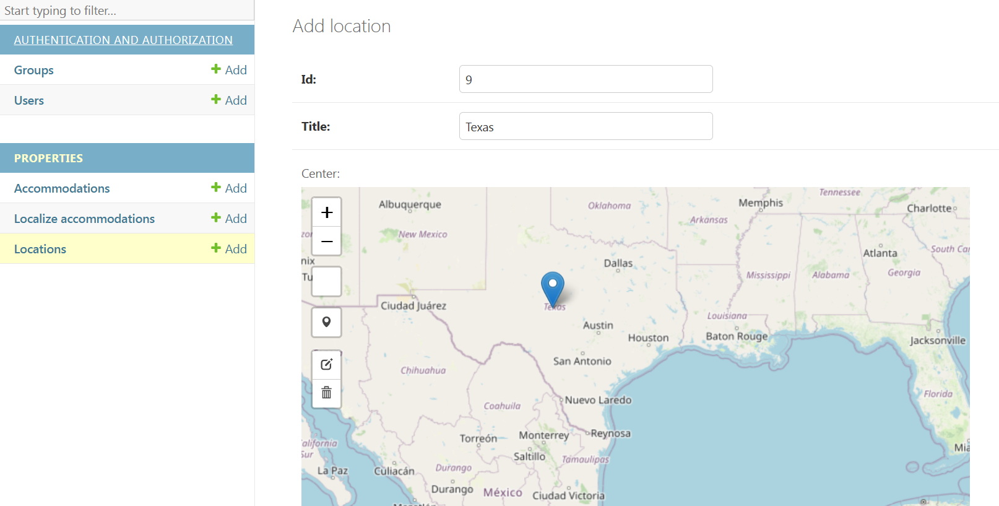 Start typing to filter...
AUTHENTICATION AND AUTHORIZATION
Groups
+ Add
Users
+ Add
PROPERTIES
Accommodations
+ Add
Localize accommodations
+ Add
Locations
+ Add
Add location
Id:
9
Title:
Texas
Center:
+
−
Albuquerque
Oklahoma
Memphis
Tennessee
Charlotte
Arkansas
New Mexico
Atlanta
South Car
nix
Dallas
Tu
Mississippi
Alabama
Georgia
Ciudad Juárez
Texas
Louisiana
Austin
Houston
Baton Rouge
Jacksonville
San Antonio
Chihuahua
Florida
Coahuila
Nuevo Laredo
Monterrey
Reynosa
Torreón
alifornia
Sur
Saltillo
Tamaulipas
Mia
La Paz
Culiacán
Durango
Durango
México
Ciudad Victoria